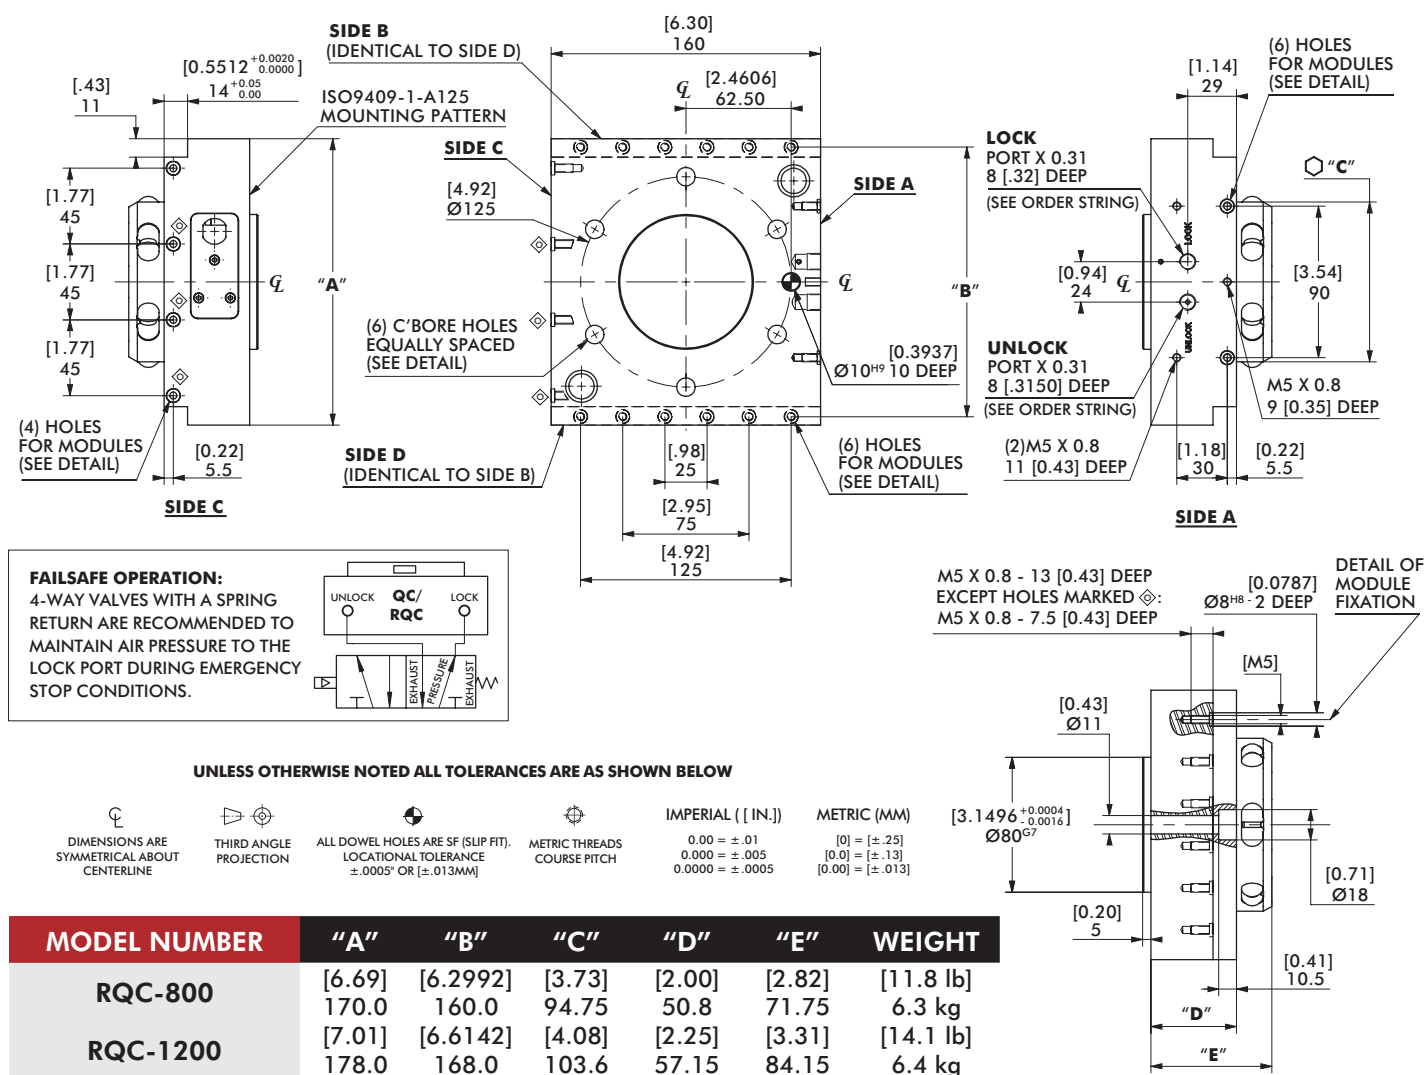 SIDE B
(IDENTICAL TO SIDE D)
[6.30]
160
[0.5512 +0.0020 0.0000]
14 +0.05 0.00
[.43]
11
ISO9409-1-A125
MOUNTING PATTERN
℄
[2.4606]
62.50
SIDE C
[4.92]
Ø125
SIDE A
[1.77]
45
[1.77]
45
[1.77]
45
℄
"A"
(6) C'BORE HOLES
EQUALLY SPACED
(SEE DETAIL)
℄
[0.3937]
Ø10H9 10 DEEP
"B"
(4) HOLES
FOR MODULES
(SEE DETAIL)
[0.22]
5.5
SIDE C
SIDE D
(IDENTICAL TO SIDE B)
[.98]
25
[2.95]
75
[4.92]
125
(6) HOLES
FOR MODULES
(SEE DETAIL)
(6) HOLES
FOR MODULES
(SEE DETAIL)
[1.14]
29
LOCK
PORT X 0.31
8 [.32] DEEP
(SEE ORDER STRING)
"C"
LOCK
[0.94]
24
℄
[3.54]
90
UNLOCK
UNLOCK
PORT X 0.31
8 [.3150] DEEP
(SEE ORDER STRING)
M5 X 0.8
9 [0.35] DEEP
(2)M5 X 0.8
11 [0.43] DEEP
[1.18]
30
[0.22]
5.5
SIDE A
FAILSAFE OPERATION:
4-WAY VALVES WITH A SPRING
RETURN ARE RECOMMENDED TO
MAINTAIN AIR PRESSURE TO THE
LOCK PORT DURING EMERGENCY
STOP CONDITIONS.
UNLOCK
QC/
RQC
LOCK
EXHAUST
PRESSURE
EXHAUST
M5 X 0.8 - 13 [0.43] DEEP
EXCEPT HOLES MARKED ◈:
M5 X 0.8 - 7.5 [0.43] DEEP
[0.0787]
Ø8H8 - 2 DEEP
DETAIL OF
MODULE
FIXATION
[M5]
[0.43]
Ø11
[3.1496 +0.0004 -0.0016]
Ø80G7
[0.71]
Ø18
[0.20]
5
[0.41]
10.5
"D"
"E"
UNLESS OTHERWISE NOTED ALL TOLERANCES ARE AS SHOWN BELOW
℄
DIMENSIONS ARE
SYMMETRICAL ABOUT
CENTERLINE
THIRD ANGLE
PROJECTION
ALL DOWEL HOLES ARE SF (SLIP FIT).
LOCATIONAL TOLERANCE
±.0005" OR [±.013MM]
METRIC THREADS
COURSE PITCH
IMPERIAL ( [ IN.])
0.00 = ±.01
0.000 = ±.005
0.0000 = ±.0005
METRIC (MM)
[0] = [±.25]
[0.0] = [±.13]
[0.00] = [±.013]
MODEL NUMBER "A" "B" "C" "D" "E" WEIGHT
RQC-800
[6.69] [6.2992] [3.73] [2.00] [2.82] [11.8 lb]
170.0 160.0 94.75 50.8 71.75 6.3 kg
RQC-1200
[7.01] [6.6142] [4.08] [2.25] [3.31] [14.1 lb]
178.0 168.0 103.6 57.15 84.15 6.4 kg